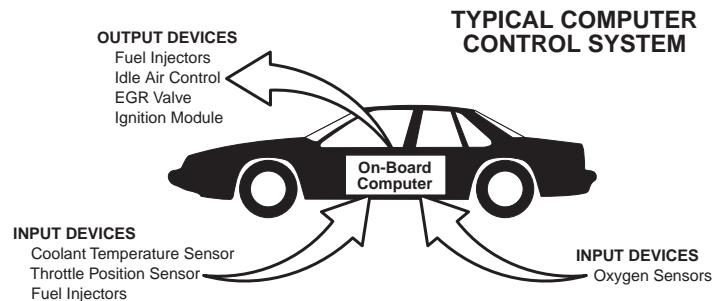 TYPICAL COMPUTER
CONTROL SYSTEM
OUTPUT DEVICES
Fuel Injectors
Idle Air Control
EGR Valve
Ignition Module
On-Board
Computer
INPUT DEVICES
Coolant Temperature Sensor
Throttle Position Sensor
Fuel Injectors
INPUT DEVICES
Oxygen Sensors